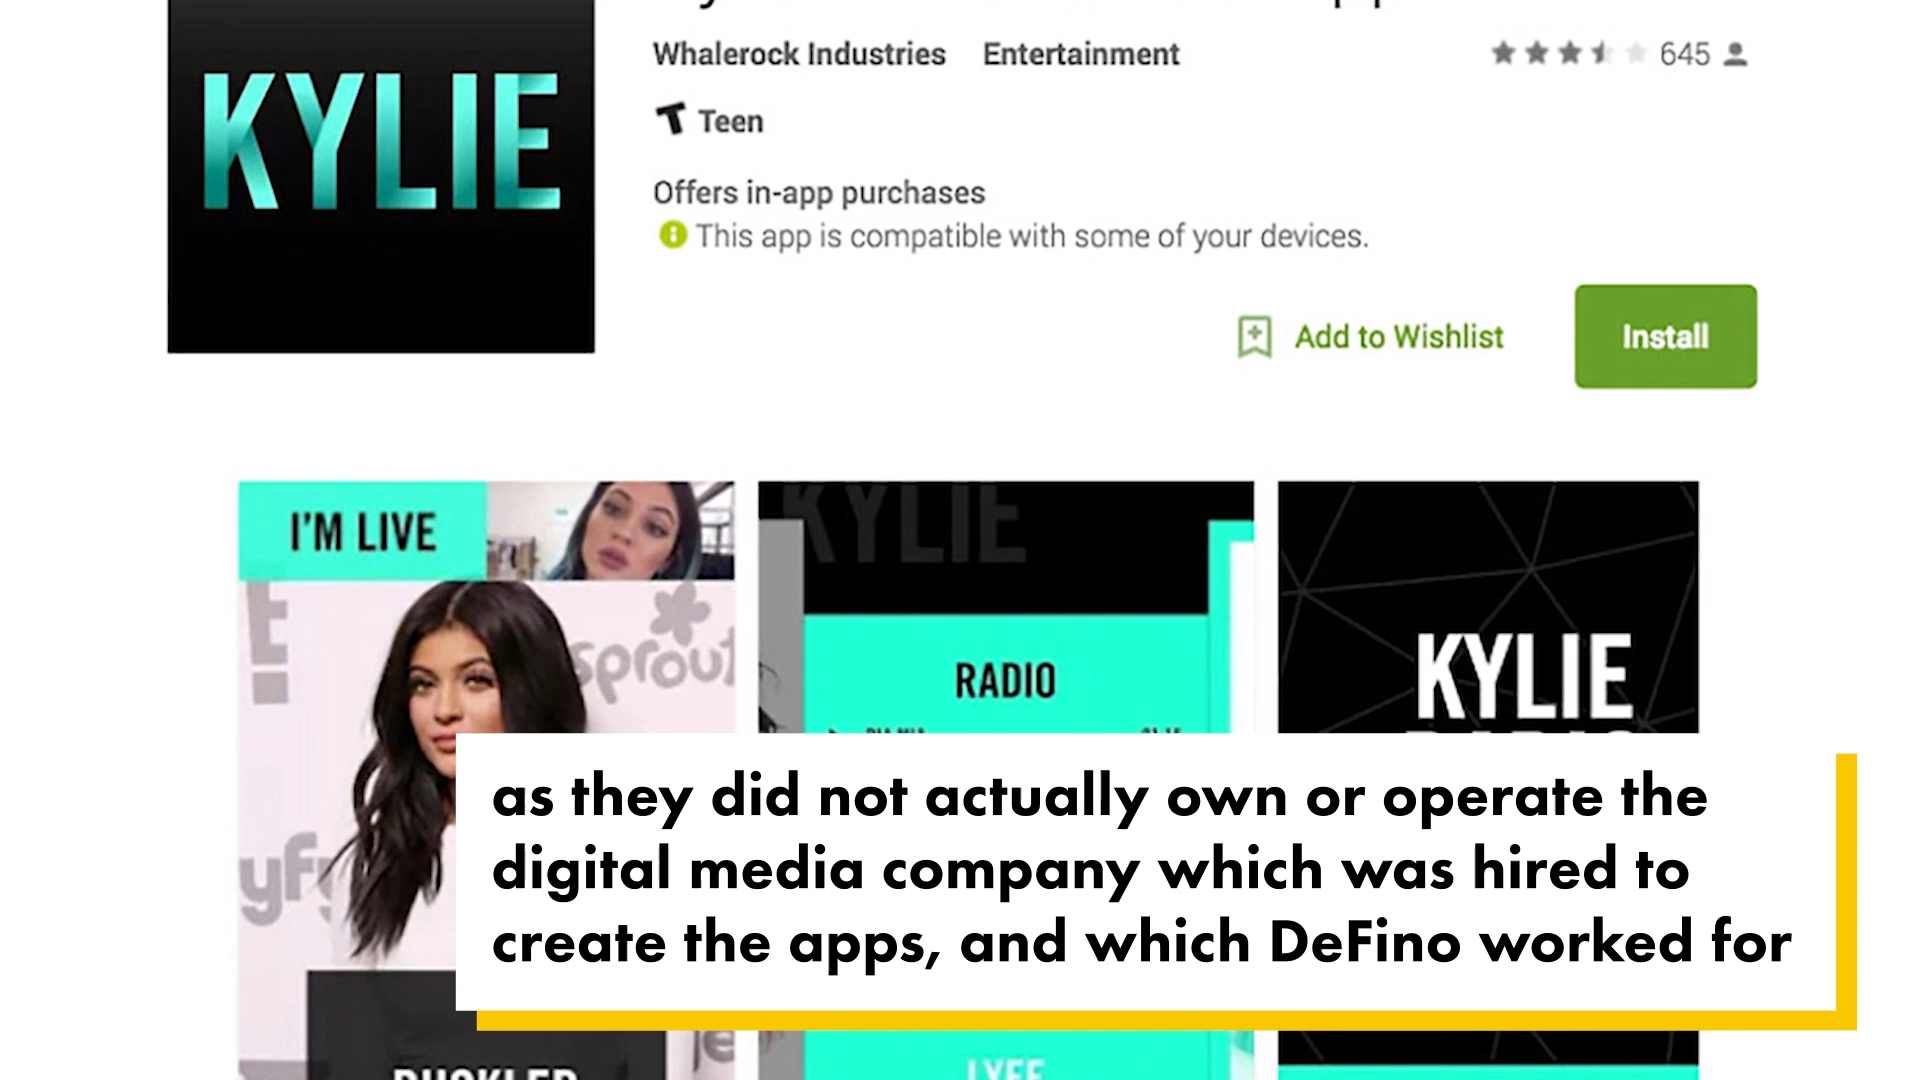 KYLIE
Whalerock Industries Entertainment 645
Teen
Offers in-app purchases
This app is compatible with some of your devices.
Add to Wishlist Install
I'M LIVE
KYLIE
sprout
RADIO
KYLIE
as they did not actually own or operate the
digital media company which was hired to
create the apps, and which DeFino worked for